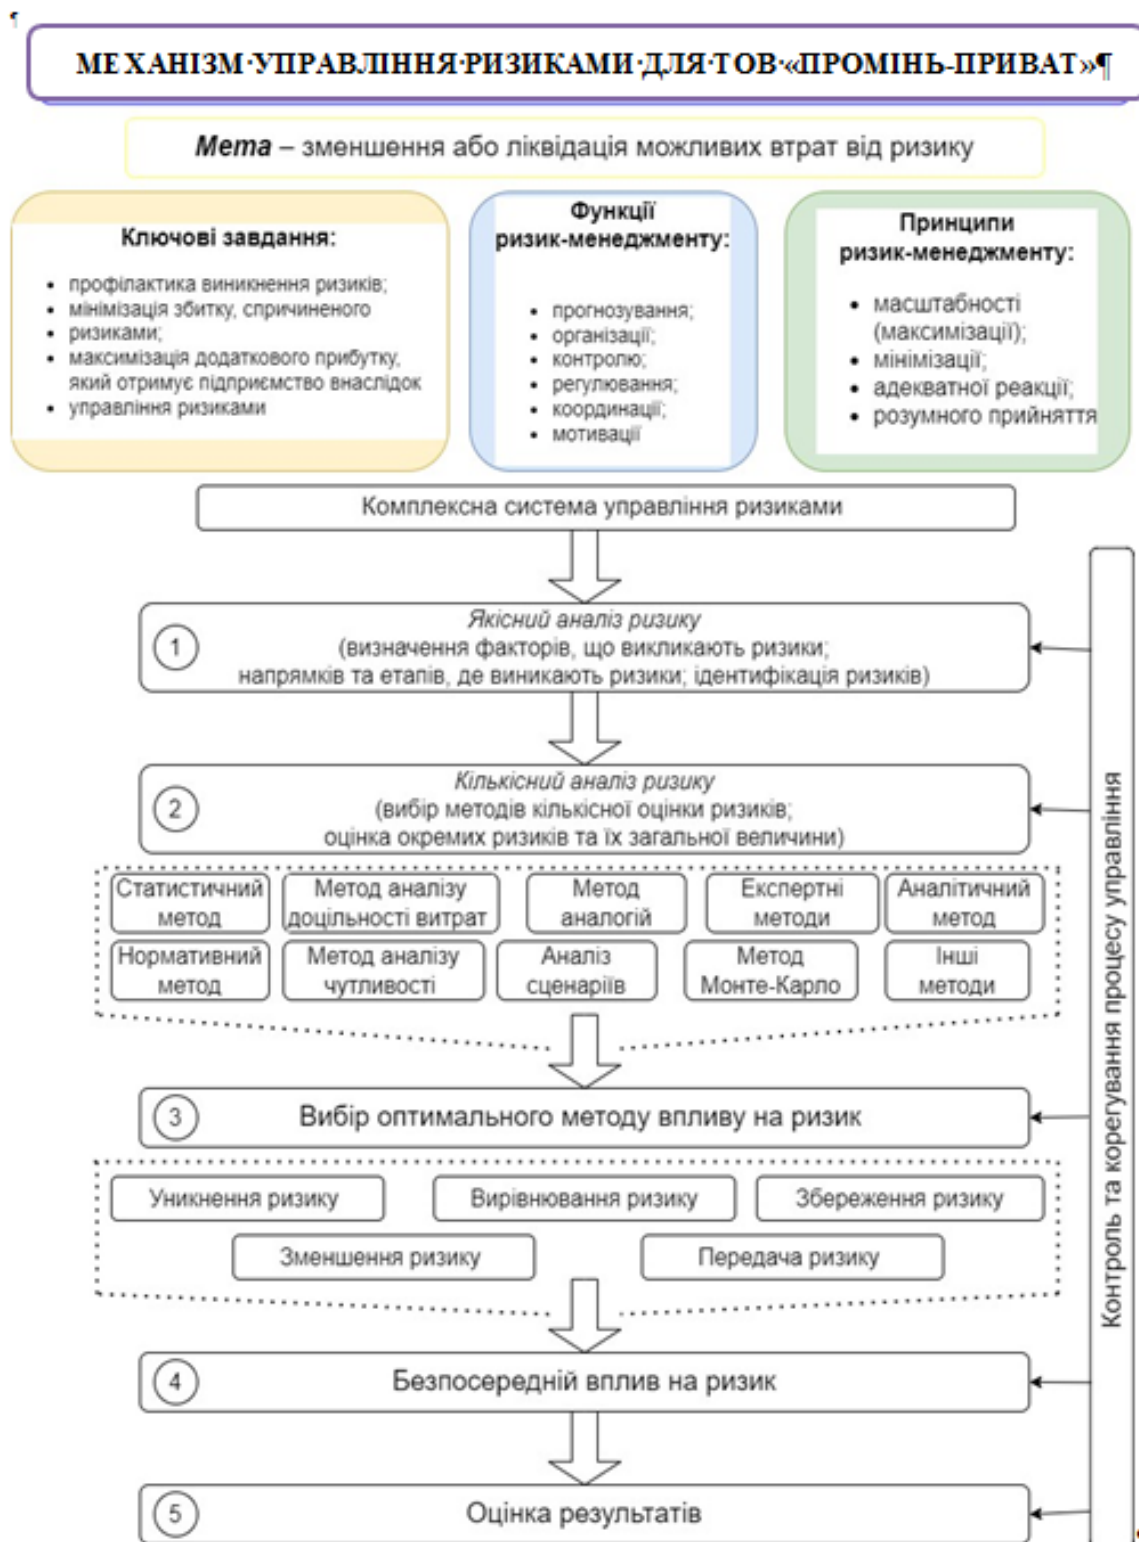 ¶
МЕХАНІЗМ·УПРАВЛІННЯ·РИЗИКАМИ·ДЛЯ·ТОВ·«ПРОМІНЬ-ПРИВАТ»¶
Мета – зменшення або ліквідація можливих втрат від ризику
Ключові завдання:
• профілактика виникнення ризиків;
• мінімізація збитку, спричиненого
• ризиками;
• максимізація додаткового прибутку,
який отримує підприємство внаслідок
• управління ризиками
Функції
ризик-менеджменту:
• прогнозування;
• організації;
• контролю;
• регулювання;
• координації;
• мотивації
Принципи
ризик-менеджменту:
• масштабності
(максимізації);
• мінімізації;
• адекватної реакції;
• розумного прийняття
Комплексна система управління ризиками
1
Якісний аналіз ризику
(визначення факторів, що викликають ризики;
напрямків та етапів, де виникають ризики; ідентифікація ризиків)
2
Кількісний аналіз ризику
(вибір методів кількісної оцінки ризиків;
оцінка окремих ризиків та їх загальної величини)
Статистичний
метод
Метод аналізу
доцільності витрат
Метод
аналогій
Експертні
методи
Аналітичний
метод
Нормативний
метод
Метод аналізу
чутливості
Аналіз
сценаріїв
Метод
Монте-Карло
Інші
методи
3
Вибір оптимального методу впливу на ризик
Уникнення ризику
Вирівнювання ризику
Збереження ризику
Зменшення ризику
Передача ризику
4
Безпосередній вплив на ризик
5
Оцінка результатів
Контроль та корегування процесу управління